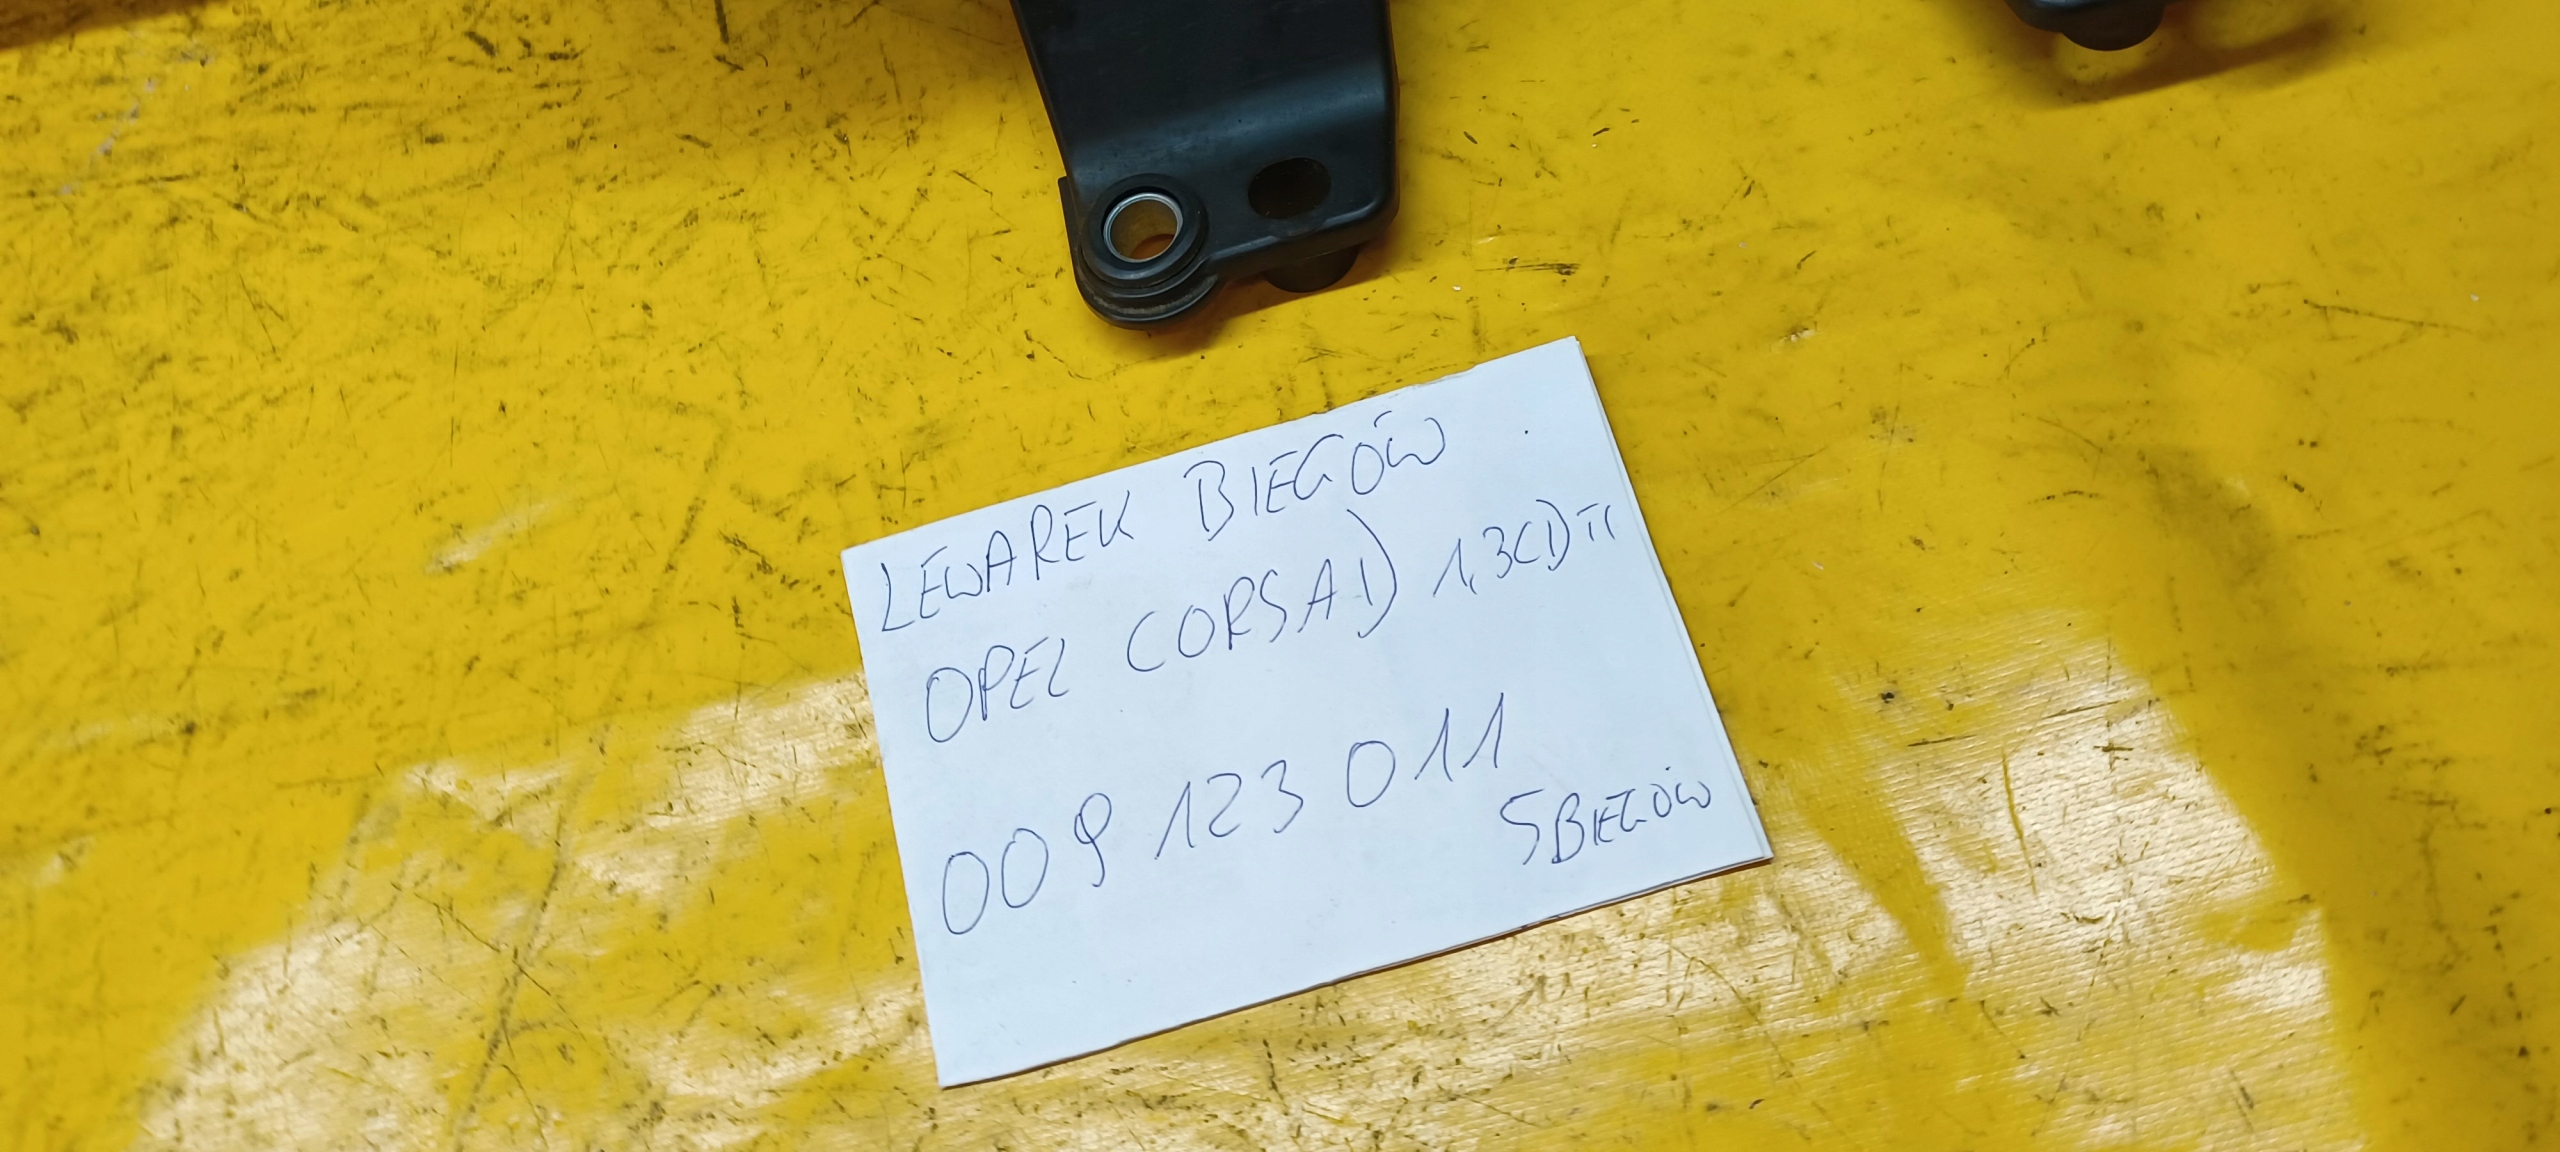 LEWAREK BIEGÓW
OPEL CORSA D 1,3CDTI
009 123 011
5BIEGÓW